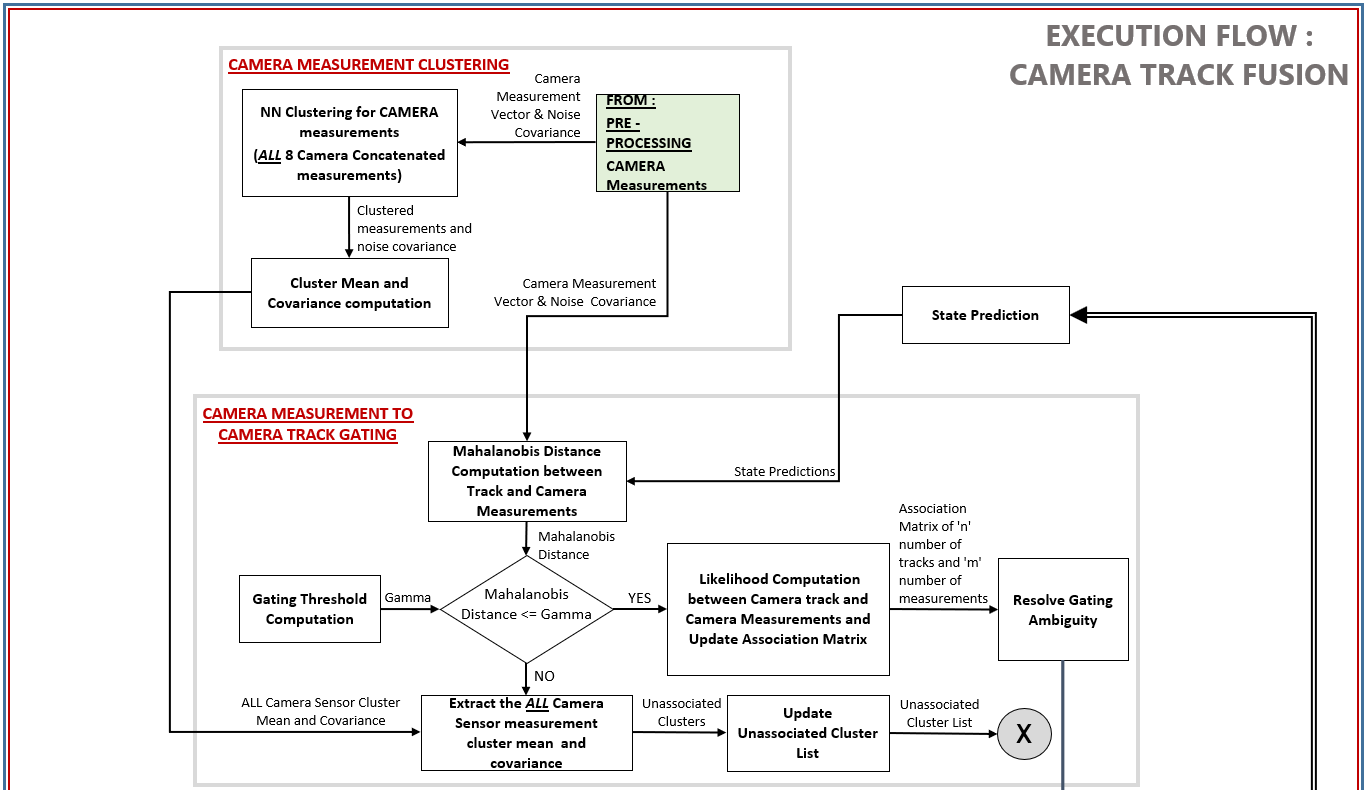 EXECUTION FLOW :
CAMERA TRACK FUSION
CAMERA MEASUREMENT CLUSTERING
NN Clustering for CAMERA
measurements
(ALL 8 Camera Concatenated
measurements)
Camera
Measurement
Vector & Noise
Covariance
FROM :
PRE -
PROCESSING
CAMERA
Measurements
Clustered
measurements and
noise covariance
Cluster Mean and
Covariance computation
Camera Measurement
Vector & Noise Covariance
State Prediction
CAMERA MEASUREMENT TO
CAMERA TRACK GATING
Mahalanobis Distance
Computation between
Track and Camera
Measurements
State Predictions
Mahalanobis
Distance
Gating Threshold
Computation
Gamma
Mahalanobis
Distance <= Gamma
YES
Likelihood Computation
between Camera track and
Camera Measurements and
Update Association Matrix
Association
Matrix of 'n'
number of
tracks and 'm'
number of
measurements
Resolve Gating
Ambiguity
NO
ALL Camera Sensor Cluster
Mean and Covariance
Extract the ALL Camera
Sensor measurement
cluster mean and
covariance
Unassociated
Clusters
Update
Unassociated Cluster
List
Unassociated
Cluster List
X